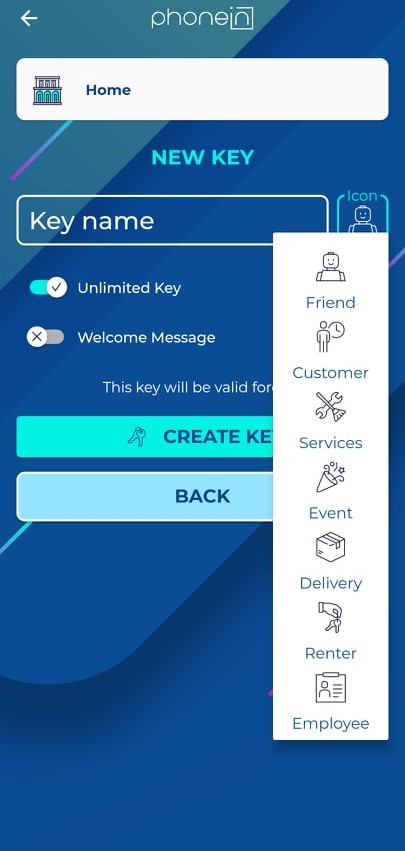 phonein
Home
NEW KEY
Key name
Icon
Unlimited Key
Welcome Message
This key will be valid for
CREATE KE
BACK
Friend
Customer
Services
Event
Delivery
Renter
Employee